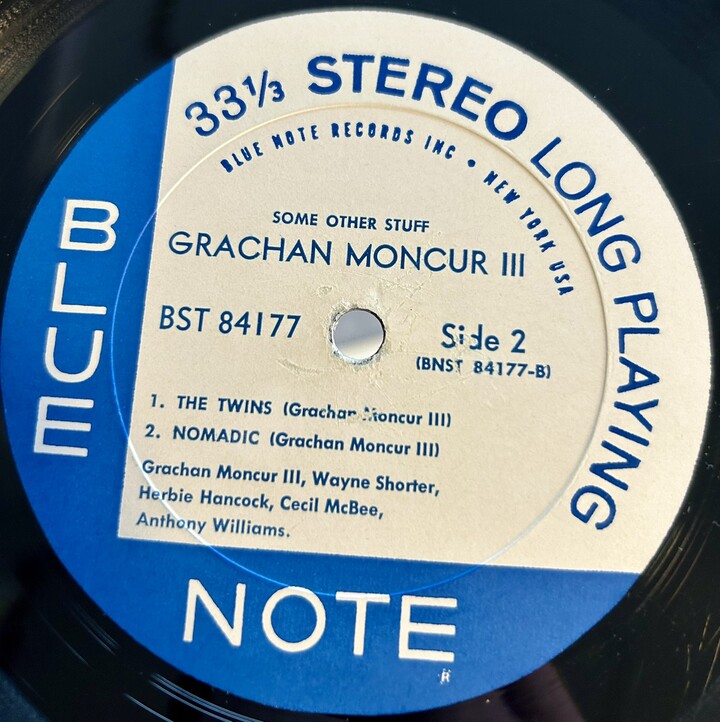 33⅓ STEREO LONG PLAYING
BLUE NOTE RECORDS INC • NEW YORK USA
SOME OTHER STUFF
GRACHAN MONCUR III
BST 84177
Side 2
(BNST 84177-B)
1. THE TWINS (Grachan Moncur III)
2. NOMADIC (Grachan Moncur III)
Grachan Moncur III, Wayne Shorter,
Herbie Hancock, Cecil McBee,
Anthony Williams.
BLUE
NOTE
R